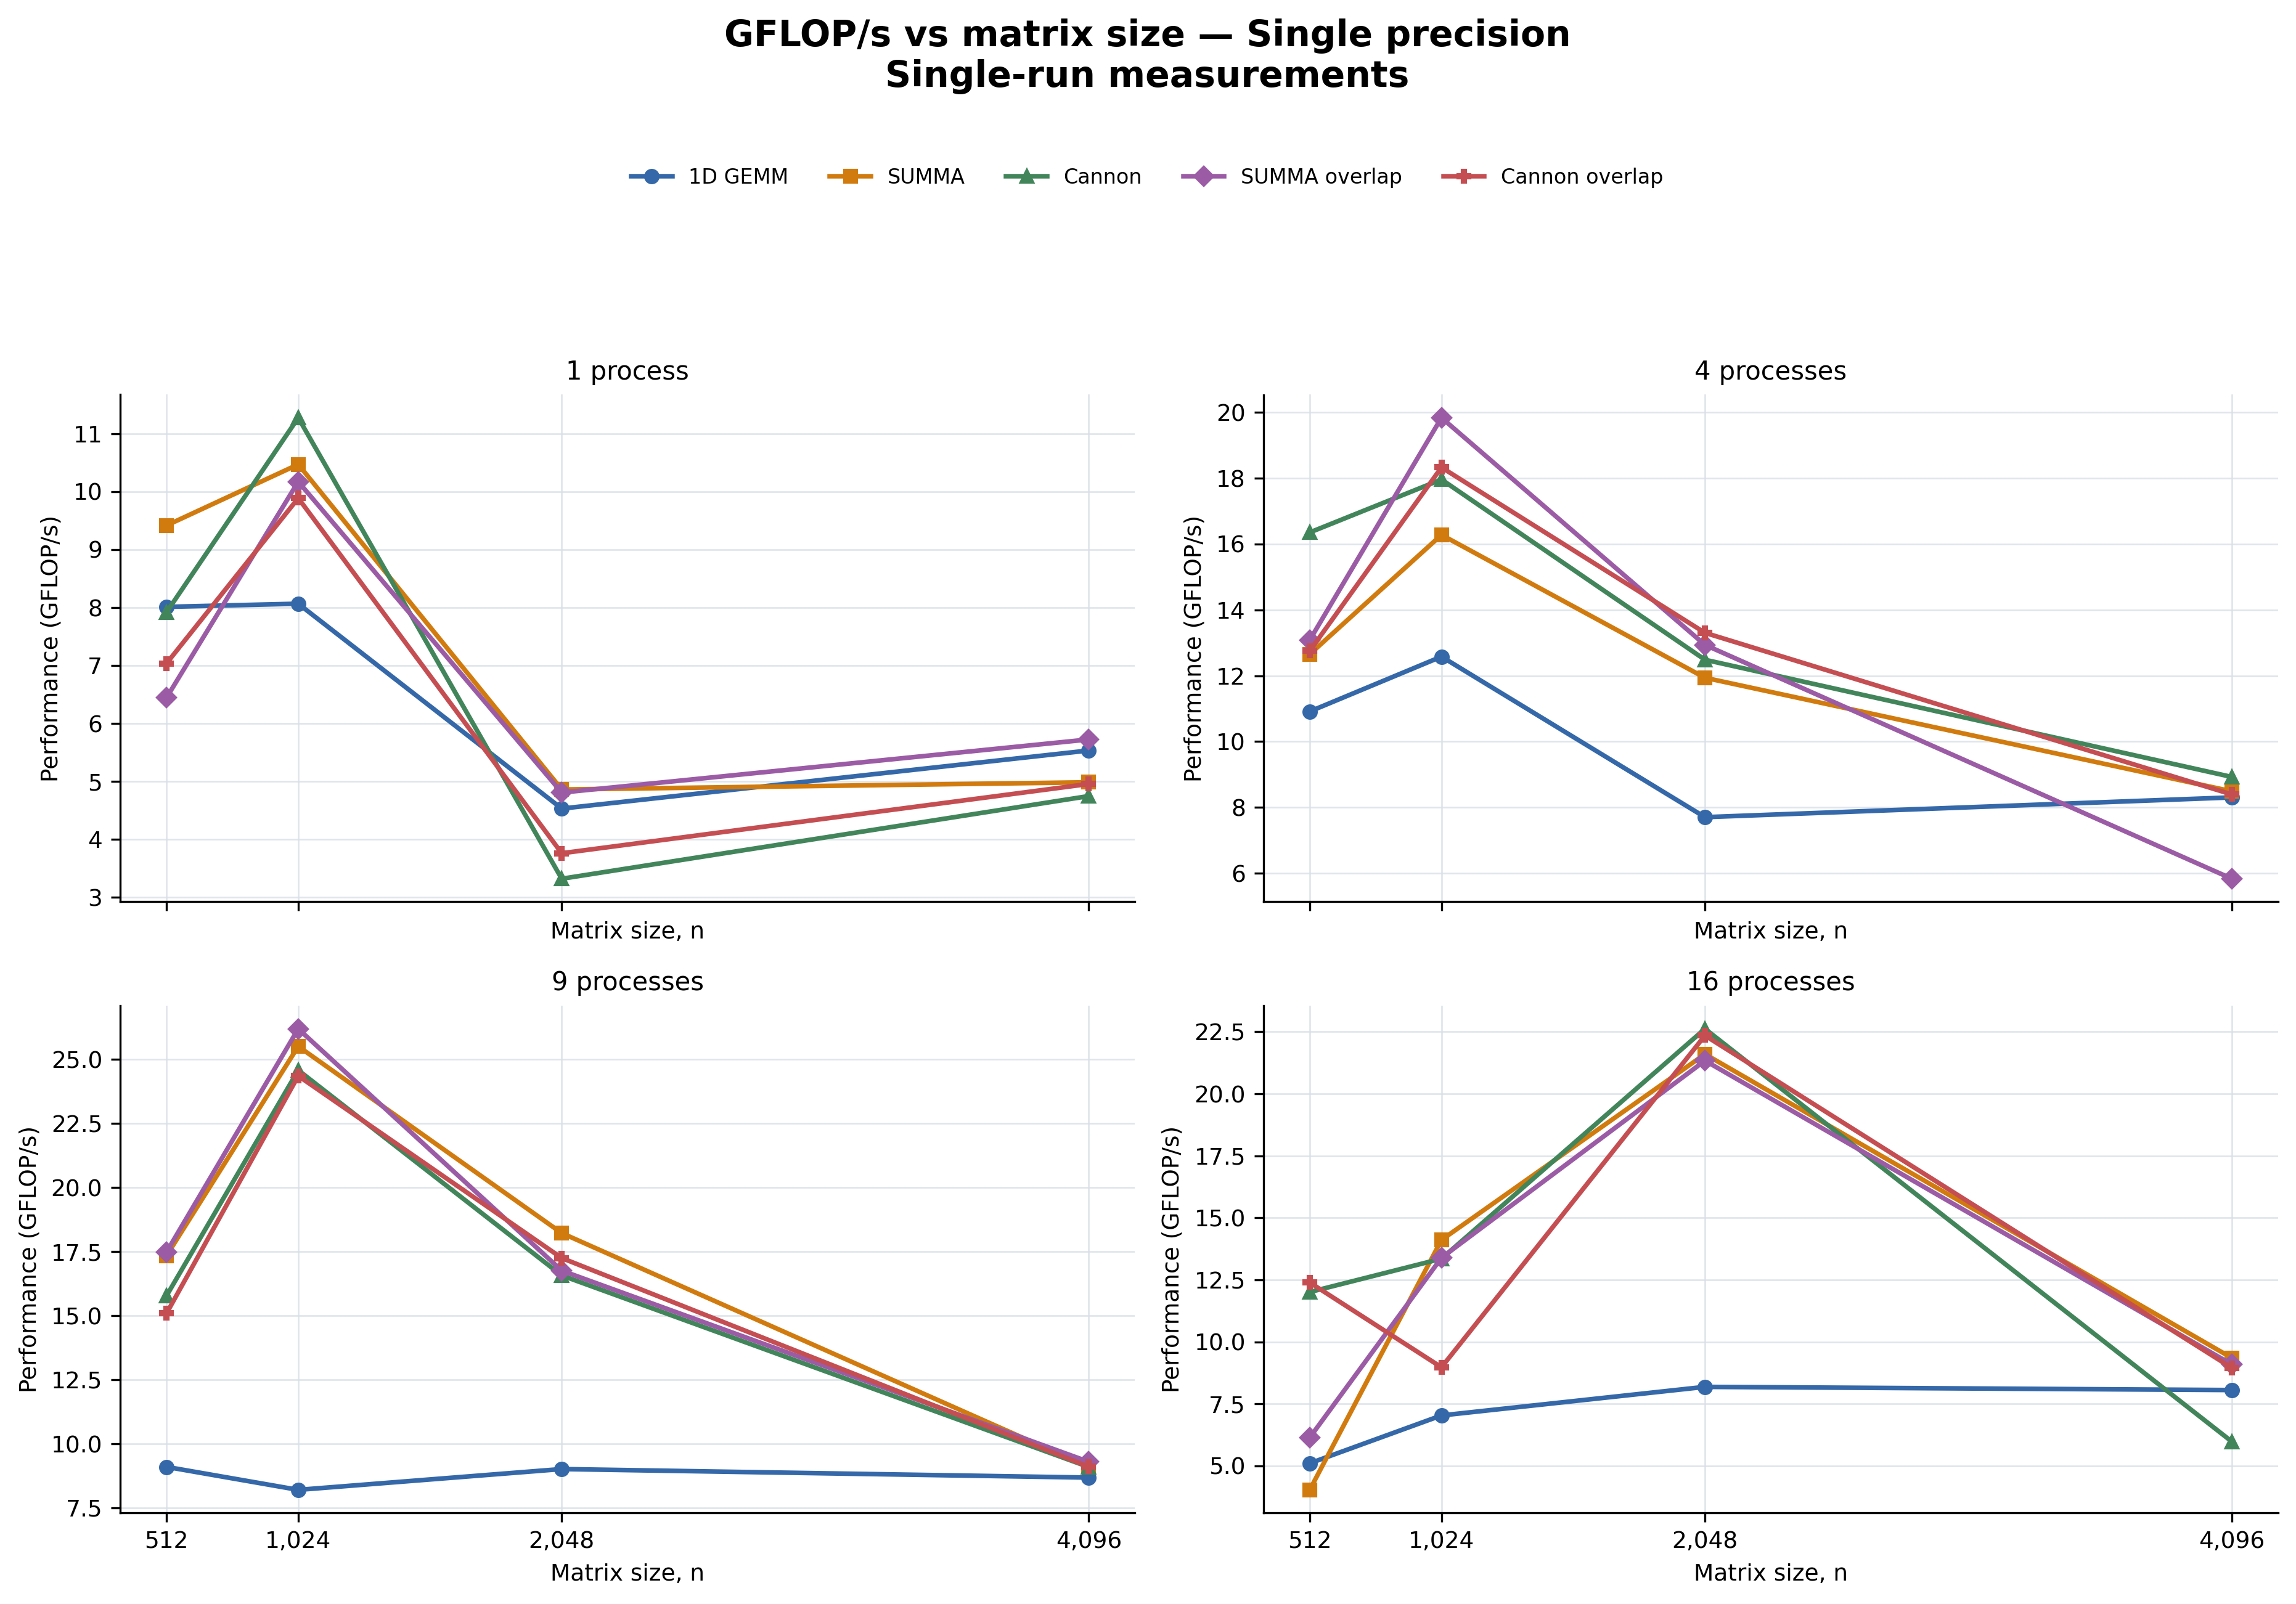 GFLOP/s vs matrix size — Single precision
Single-run measurements
1D GEMM SUMMA Cannon SUMMA overlap Cannon overlap
1 process
11
10
9
8
7
6
5
4
3
Performance (GFLOP/s)
Matrix size, n
4 processes
20
18
16
14
12
10
8
6
Performance (GFLOP/s)
Matrix size, n
9 processes
25.0
22.5
20.0
17.5
15.0
12.5
10.0
7.5
Performance (GFLOP/s)
512 1,024 2,048 4,096
Matrix size, n
16 processes
22.5
20.0
17.5
15.0
12.5
10.0
7.5
5.0
Performance (GFLOP/s)
512 1,024 2,048 4,096
Matrix size, n